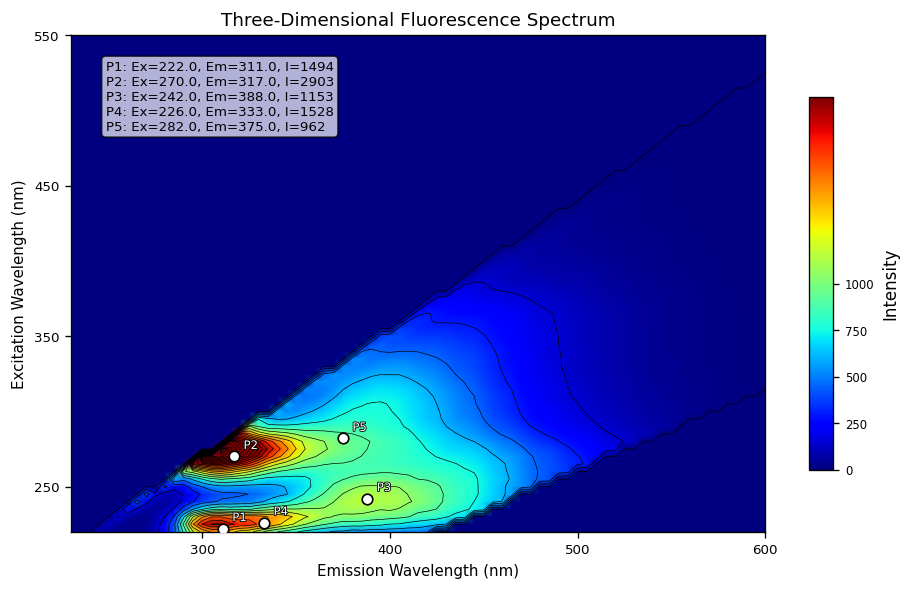 Three-Dimensional Fluorescence Spectrum
P1: Ex=222.0, Em=311.0, I=1494
P2: Ex=270.0, Em=317.0, I=2903
P3: Ex=242.0, Em=388.0, I=1153
P4: Ex=226.0, Em=333.0, I=1528
P5: Ex=282.0, Em=375.0, I=962
550
450
350
250
Excitation Wavelength (nm)
P5
P2
P3
P4
P1
300
400
500
600
Emission Wavelength (nm)
1000
750
500
250
0
Intensity